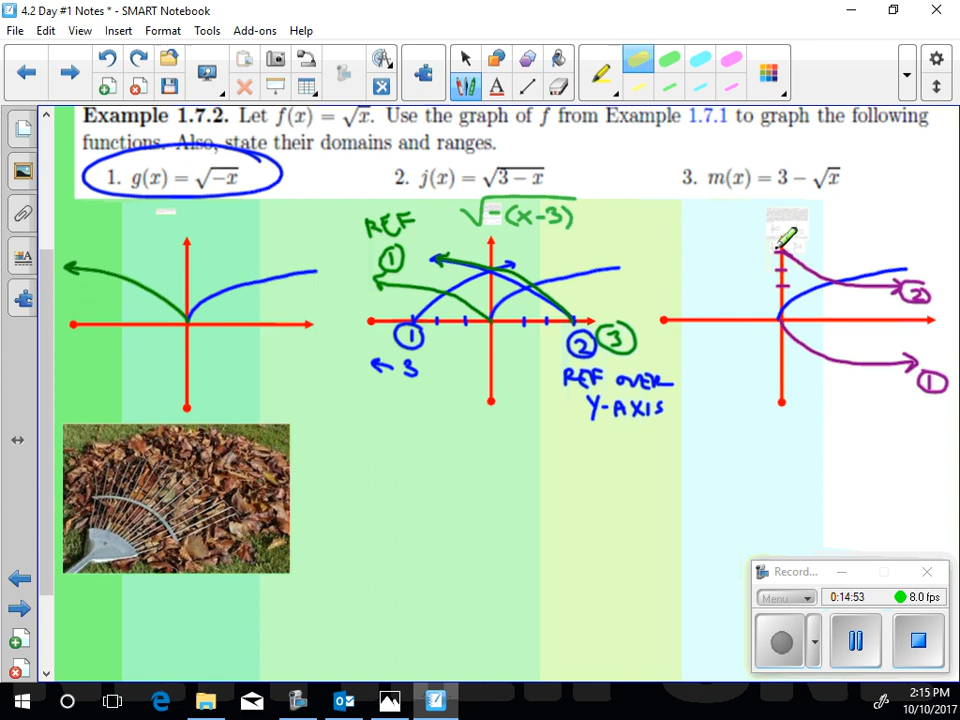 4.2 Day #1 Notes * - SMART Notebook
File Edit View Insert Format Tools Add-ons Help
Example 1.7.2. Let f(x) = √x. Use the graph of f from Example 1.7.1 to graph the following
functions. Also, state their domains and ranges.
1. g(x) = √-x
2. j(x) = √3 − x
3. m(x) = 3 − √x
√-(x-3)
REF
1
1
← 3
2
3
REF OVER
Y-AXIS
2
1
Record...
Menu
0:14:53
8.0 fps
2:15 PM
10/10/2017